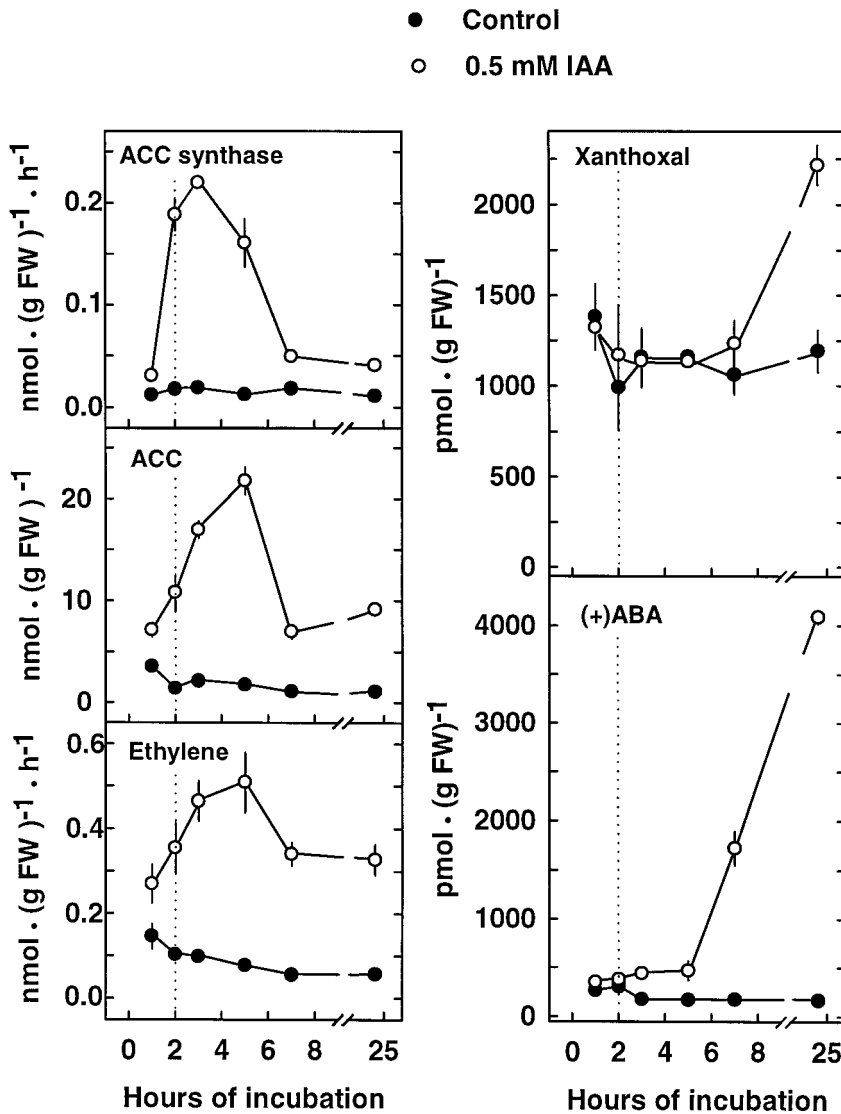 Control
0.5 mM IAA
ACC synthase
nmol · (g FW)⁻¹ · h⁻¹
0.2
0.1
0.0
ACC
nmol · (g FW )⁻¹
20
10
0
Ethylene
nmol · (g FW )⁻¹ · h⁻¹
0.6
0.4
0.2
0.0
0 2 4 6 8 25
Hours of incubation
Xanthoxal
pmol · (g FW)⁻¹
2000
1500
1000
500
0
(+)ABA
pmol · (g FW)⁻¹
4000
3000
2000
1000
0
0 2 4 6 8 25
Hours of incubation